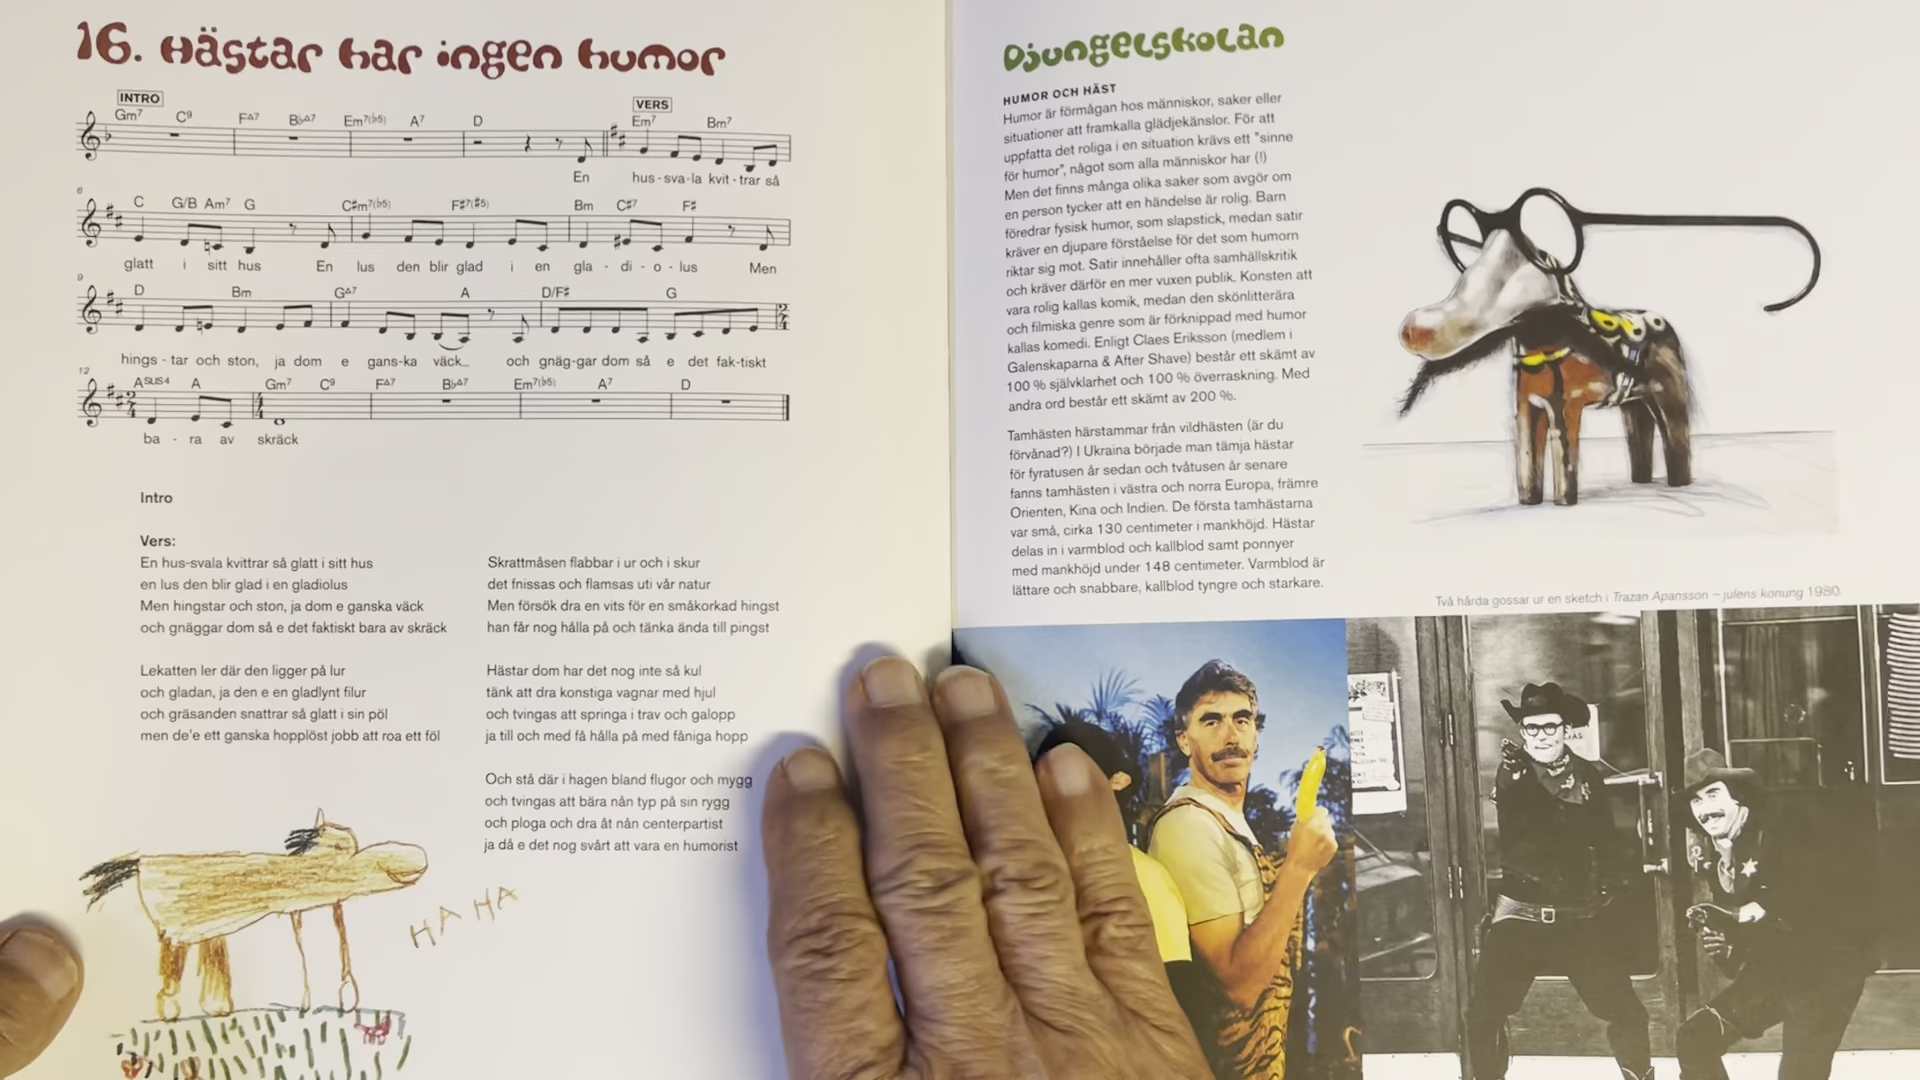 16. Hästar har ingen humor
INTRO
VERS
Gm7 C9 F△7 B♭△7 Em7(♭5) A7 D Em7 Bm7
En hus-sva-la kvit-trar så
6
C G/B Am7 G C♯m7(♭5) F♯7(♯5) Bm C♯7 F♯
glatt i sitt hus En lus den blir glad i en gla - di - o - lus Men
9
D Bm G△7 A D/F♯ G
hings - tar och ston, ja dom e gans-ka väck_ och gnäg-gar dom så e det fak-tiskt
12
ASUS4 A Gm7 C9 F△7 B♭△7 Em7(♭5) A7 D
ba - ra av skräck
Intro
Vers:
En hus-svala kvittrar så glatt i sitt hus
en lus den blir glad i en gladiolus
Men hingstar och ston, ja dom e ganska väck
och gnäggar dom så e det faktiskt bara av skräck
Lekatten ler där den ligger på lur
och gladan, ja den e en gladlynt filur
och gräsanden snattrar så glatt i sin pöl
men de'e ett ganska hopplöst jobb att roa ett föl
Skrattmåsen flabbar i ur och i skur
det fnissas och flamsas uti vår natur
Men försök dra en vits för en småkorkad hingst
han får nog hålla på och tänka ända till pingst
Hästar dom har det nog inte så kul
tänk att dra konstiga vagnar med hjul
och tvingas att springa i trav och galopp
ja till och med få hålla på med fåniga hopp
Och stå där i hagen bland flugor och mygg
och tvingas att bära nån typ på sin rygg
och ploga och dra åt nån centerpartist
ja då e det nog svårt att vara en humorist
HA HA
Djungelskolan
HUMOR OCH HÄST
Humor är förmågan hos människor, saker eller
situationer att framkalla glädjekänslor. För att
uppfatta det roliga i en situation krävs ett "sinne
för humor", något som alla människor har (!)
Men det finns många olika saker som avgör om
en person tycker att en händelse är rolig. Barn
föredrar fysisk humor, som slapstick, medan satir
kräver en djupare förståelse för det som humorn
riktar sig mot. Satir innehåller ofta samhällskritik
och kräver därför en mer vuxen publik. Konsten att
vara rolig kallas komik, medan den skönlitterära
och filmiska genre som är förknippad med humor
kallas komedi. Enligt Claes Eriksson (medlem i
Galenskaparna & After Shave) består ett skämt av
100 % självklarhet och 100 % överraskning. Med
andra ord består ett skämt av 200 %.
Tamhästen härstammar från vildhästen (är du
förvånad?) I Ukraina började man tämja hästar
för fyratusen år sedan och tvåtusen år senare
fanns tamhästen i västra och norra Europa, främre
Orienten, Kina och Indien. De första tamhästarna
var små, cirka 130 centimeter i mankhöjd. Hästar
delas in i varmblod och kallblod samt ponnyer
med mankhöjd under 148 centimeter. Varmblod är
lättare och snabbare, kallblod tyngre och starkare.
Två hårda gossar ur en sketch i Trazan Apansson – julens konung 1980.